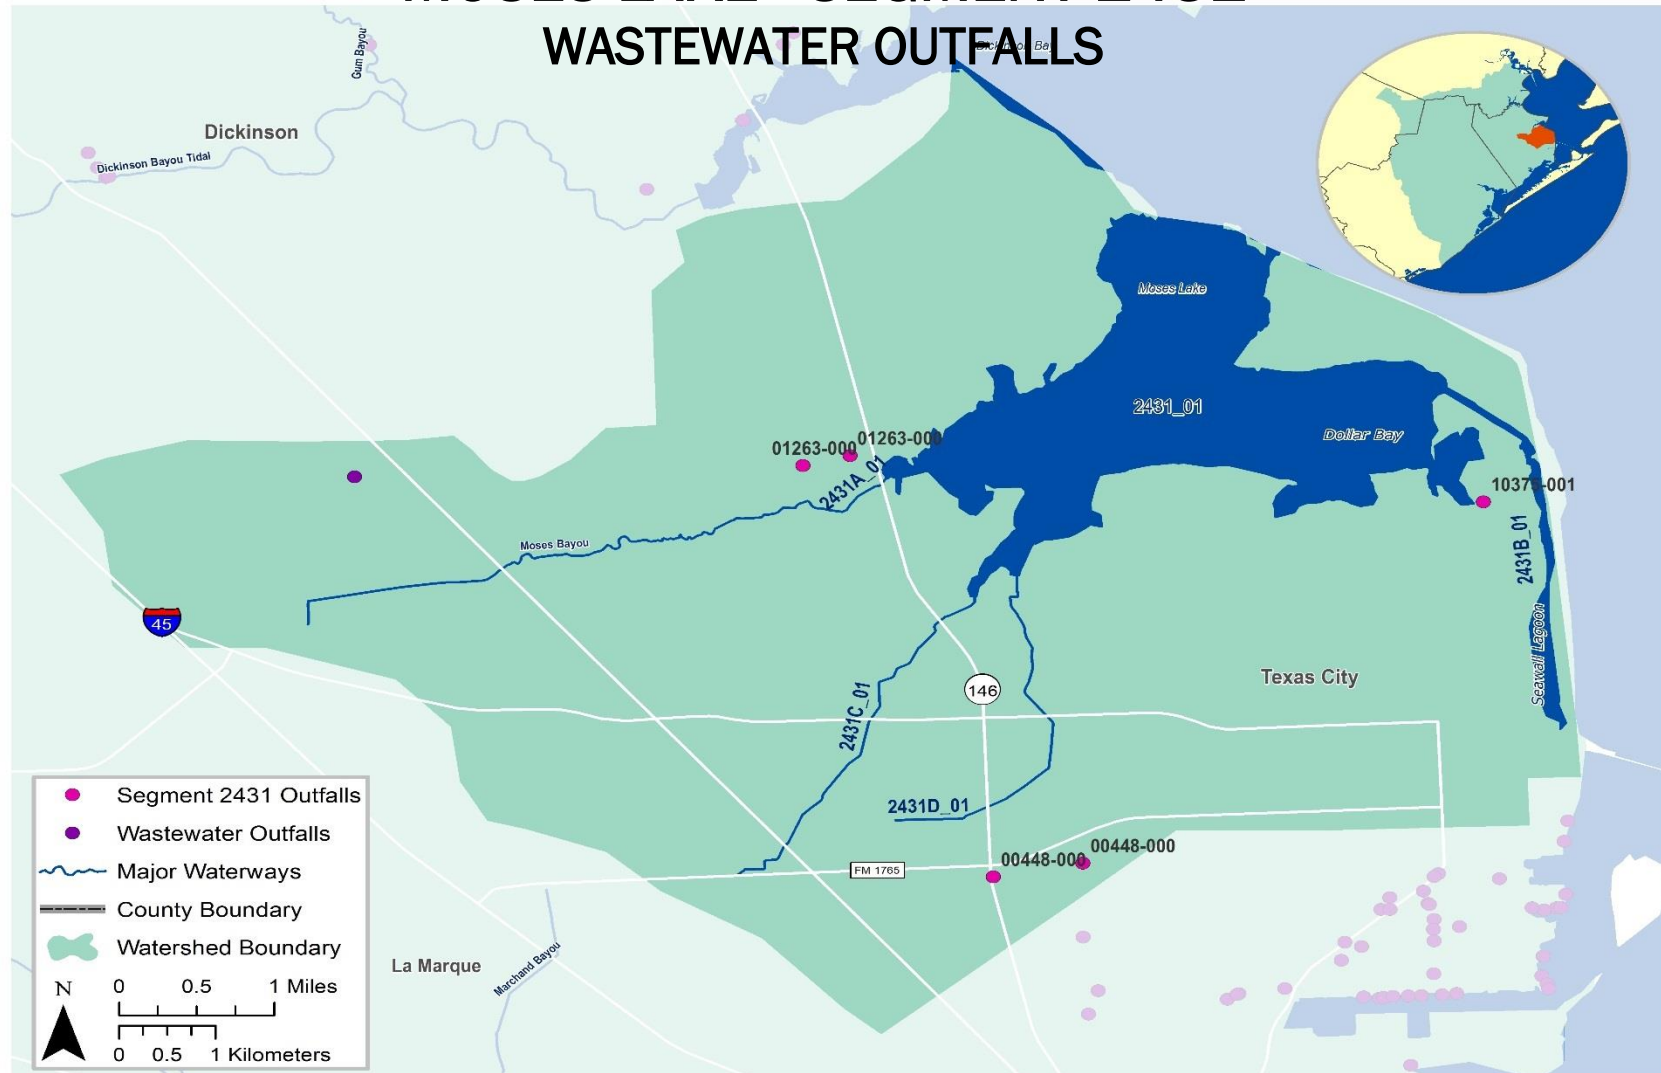 WASTEWATER OUTFALLS
Dickinson Bay
Gum Bayou
Dickinson
Dickinson Bayou Tidal
Moses Lake
2431_01
Dollar Bay
01263-000
01263-000
2431A_01
10375-001
2431B_01
Moses Bayou
Seawall Lagoon
45
Texas City
146
2431C_01
2431D_01
00448-000
00448-000
FM 1765
La Marque
Marchand Bayou
Segment 2431 Outfalls
Wastewater Outfalls
Major Waterways
County Boundary
Watershed Boundary
N
0 0.5 1 Miles
0 0.5 1 Kilometers